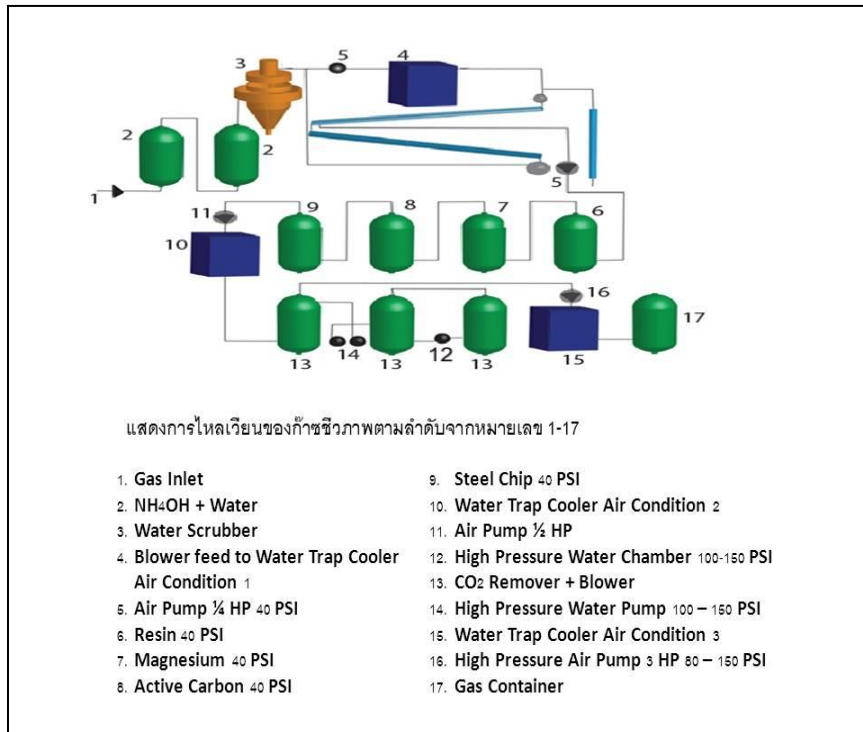 3 5 4
2 2
5
1
11 9 8 7 6
10
16
17
14 12
13 13 13 15
แสดงการไหลเวียนของก๊าซชีวภาพตามลำดับจากหมายเลข 1-17
1. Gas Inlet
2. NH4OH + Water
3. Water Scrubber
4. Blower feed to Water Trap Cooler
Air Condition 1
5. Air Pump ¼ HP 40 PSI
6. Resin 40 PSI
7. Magnesium 40 PSI
8. Active Carbon 40 PSI
9. Steel Chip 40 PSI
10. Water Trap Cooler Air Condition 2
11. Air Pump ½ HP
12. High Pressure Water Chamber 100-150 PSI
13. CO2 Remover + Blower
14. High Pressure Water Pump 100 – 150 PSI
15. Water Trap Cooler Air Condition 3
16. High Pressure Air Pump 3 HP 80 – 150 PSI
17. Gas Container